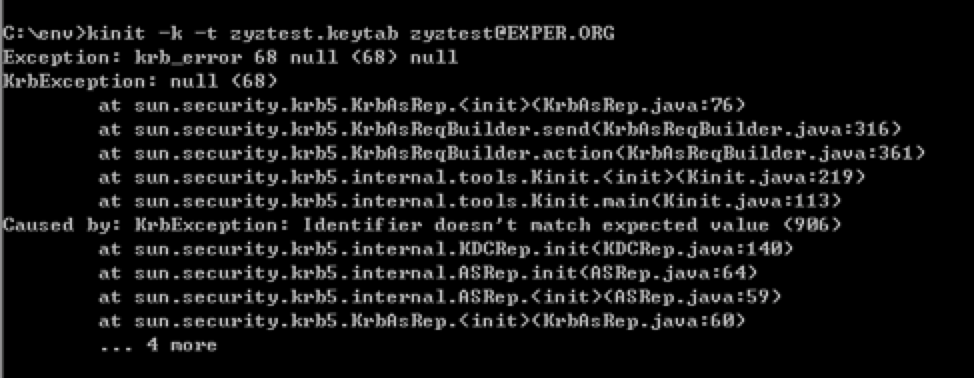 C:\env>kinit -k -t zyztest.keytab zyztest@EXPER.ORG
Exception: krb_error 68 null (68) null
KrbException: null (68)
at sun.security.krb5.KrbAsRep.<init>(KrbAsRep.java:76)
at sun.security.krb5.KrbAsReqBuilder.send(KrbAsReqBuilder.java:316)
at sun.security.krb5.KrbAsReqBuilder.action(KrbAsReqBuilder.java:361)
at sun.security.krb5.internal.tools.Kinit.<init>(Kinit.java:219)
at sun.security.krb5.internal.tools.Kinit.main(Kinit.java:113)
Caused by: KrbException: Identifier doesn't match expected value (906)
at sun.security.krb5.internal.KDCRep.init(KDCRep.java:140)
at sun.security.krb5.internal.ASRep.init(ASRep.java:64)
at sun.security.krb5.internal.ASRep.<init>(ASRep.java:59)
at sun.security.krb5.KrbAsRep.<init>(KrbAsRep.java:60)
... 4 more